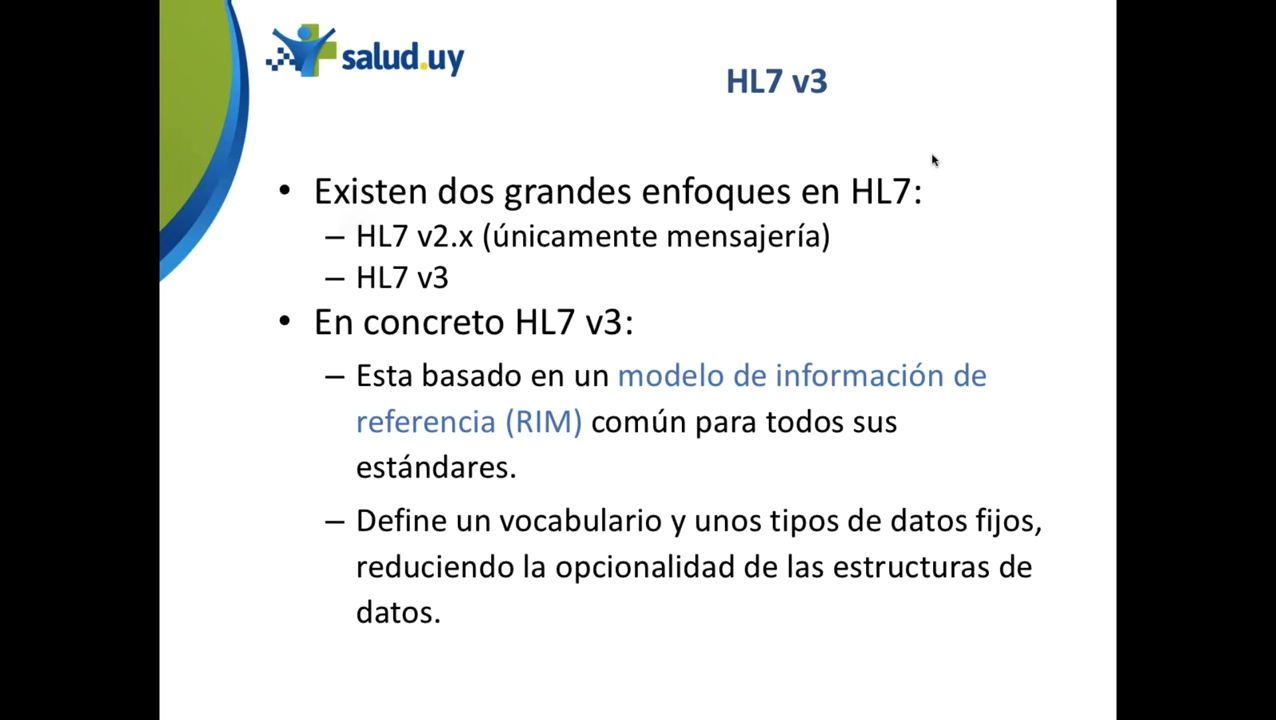 salud.uy
HL7 v3
• Existen dos grandes enfoques en HL7:
– HL7 v2.x (únicamente mensajería)
– HL7 v3
• En concreto HL7 v3:
– Esta basado en un modelo de información de
referencia (RIM) común para todos sus
estándares.
– Define un vocabulario y unos tipos de datos fijos,
reduciendo la opcionalidad de las estructuras de
datos.